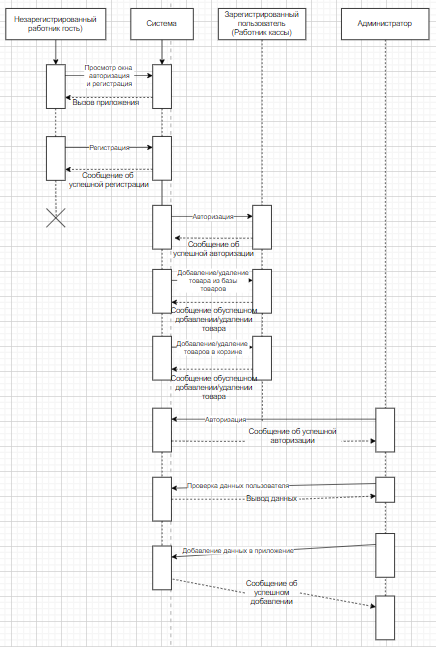 Незарегистрированный
работник гость)
Система
Зарегистрированный
пользователь
(Работник кассы)
Администратор
Просмотр окна
авторизация
и регистрация
Вызов приложения
Регистрация
Сообщение об
успешной регистрации
Авторизация
Сообщение об
успешной авторизации
Добавление/удаление
товара из базы
товаров
Сообщение обуспешном
добавлении/удалении
товара
Добавление/удаление
товаров в корзине
Сообщение обуспешном
добавлении/удалении
товара
Авторизация
Сообщение об успешной
авторизации
Проверка данных пользователя
Вывод данных
Добавление данных в приложение
Сообщение об
успешном
добавлении